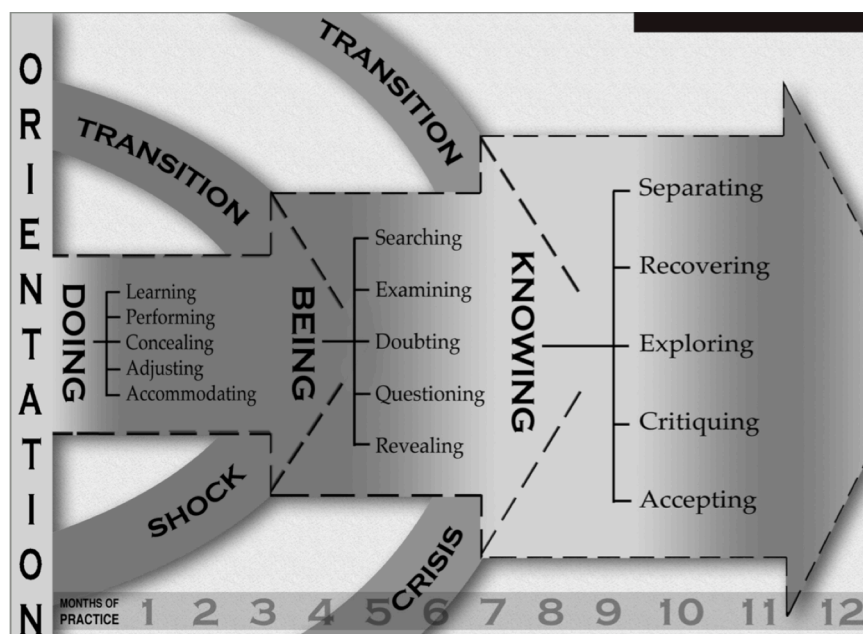 ORIENTATION
TRANSITION
TRANSITION
DOING
Learning
Performing
Concealing
Adjusting
Accommodating
BEING
Searching
Examining
Doubting
Questioning
Revealing
KNOWING
Separating
Recovering
Exploring
Critiquing
Accepting
SHOCK
CRISIS
MONTHS OF
PRACTICE
1 2 3 4 5 6 7 8 9 10 11 12